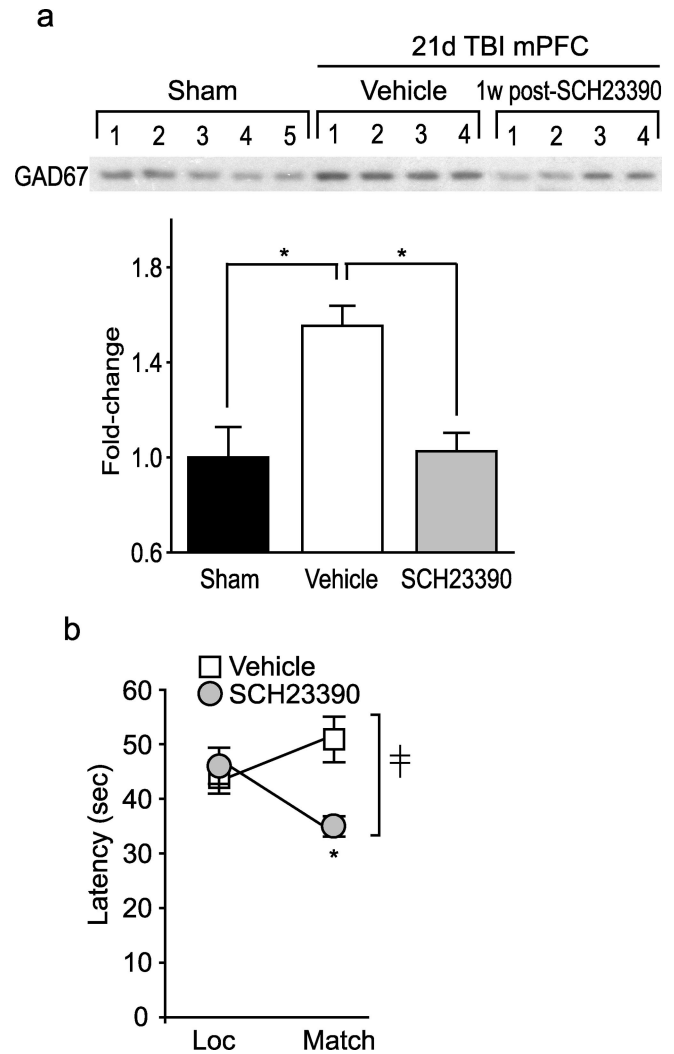 a
21d TBI mPFC
Sham Vehicle 1w post-SCH23390
1 2 3 4 5 1 2 3 4 1 2 3 4
GAD67
* *
1.8
1.4
1.0
0.6
Fold-change
Sham Vehicle SCH23390
b
Vehicle
SCH23390
60
50
40
30
20
10
0
Latency (sec)
ǂ
*
Loc Match